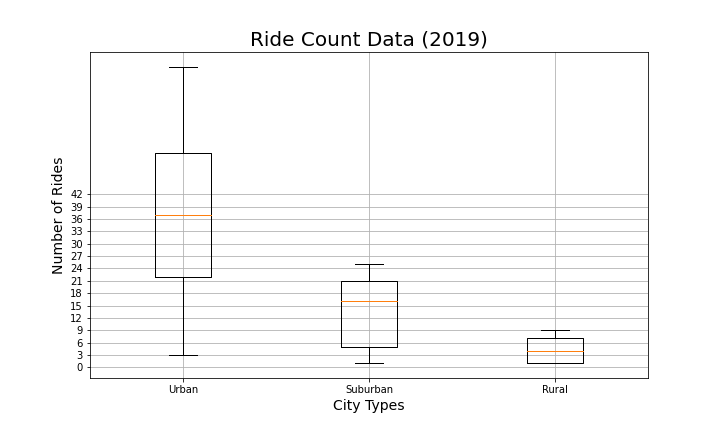 Ride Count Data (2019)
Number of Rides
42
39
36
33
30
27
24
21
18
15
12
9
6
3
0
Urban
Suburban
Rural
City Types